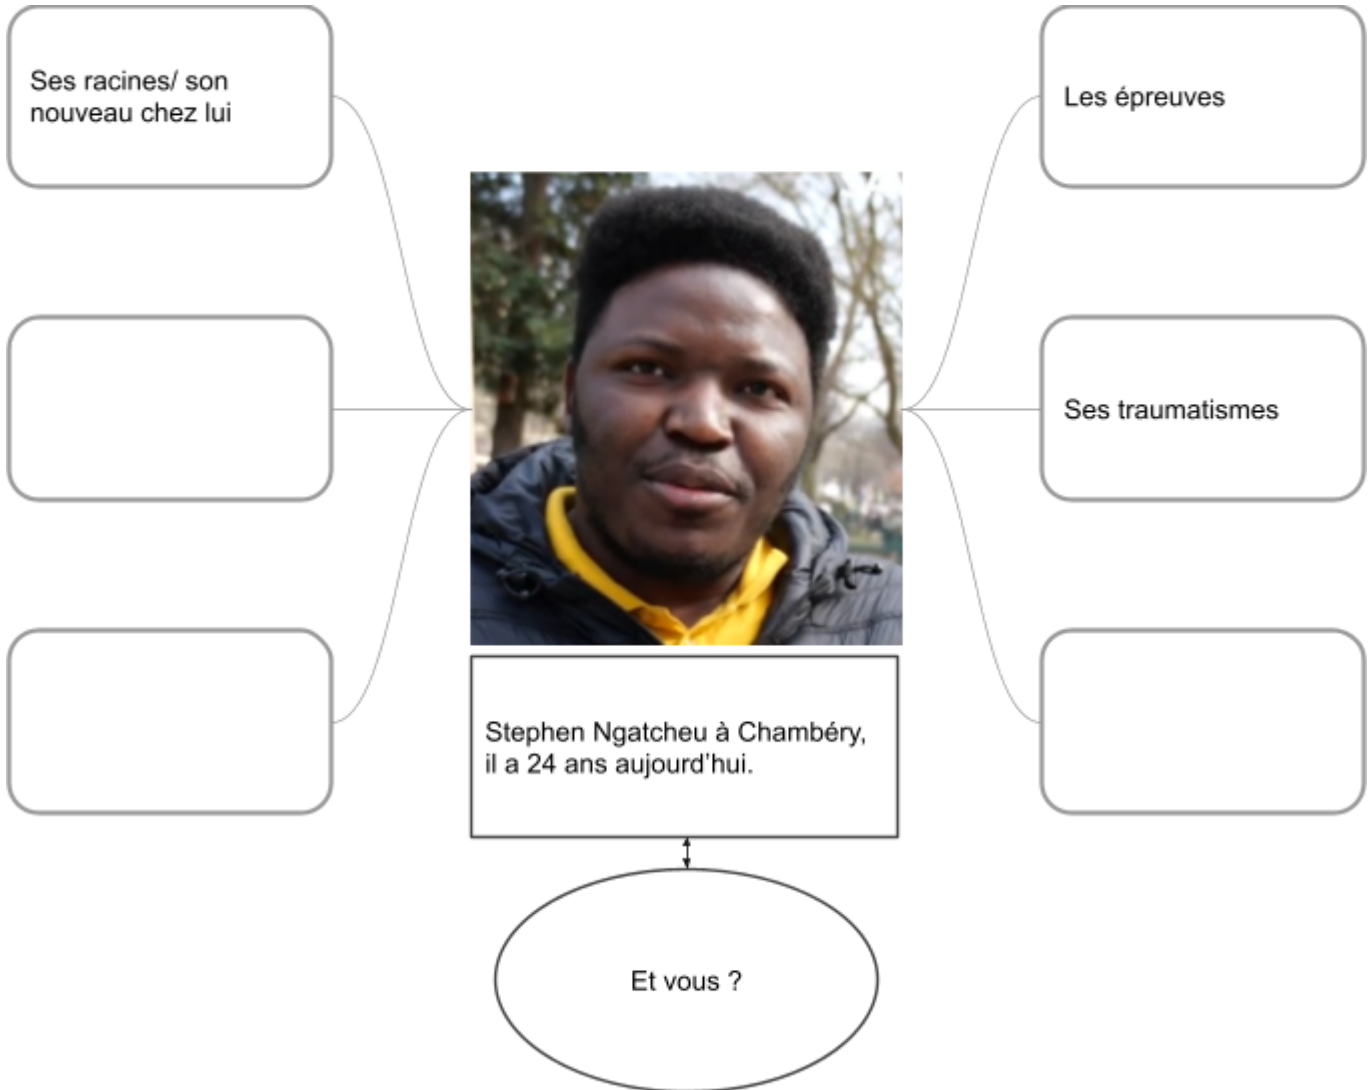 Ses racines/ son
nouveau chez lui
Les épreuves
Ses traumatismes
Stephen Ngatcheu à Chambéry,
il a 24 ans aujourd'hui.
Et vous ?